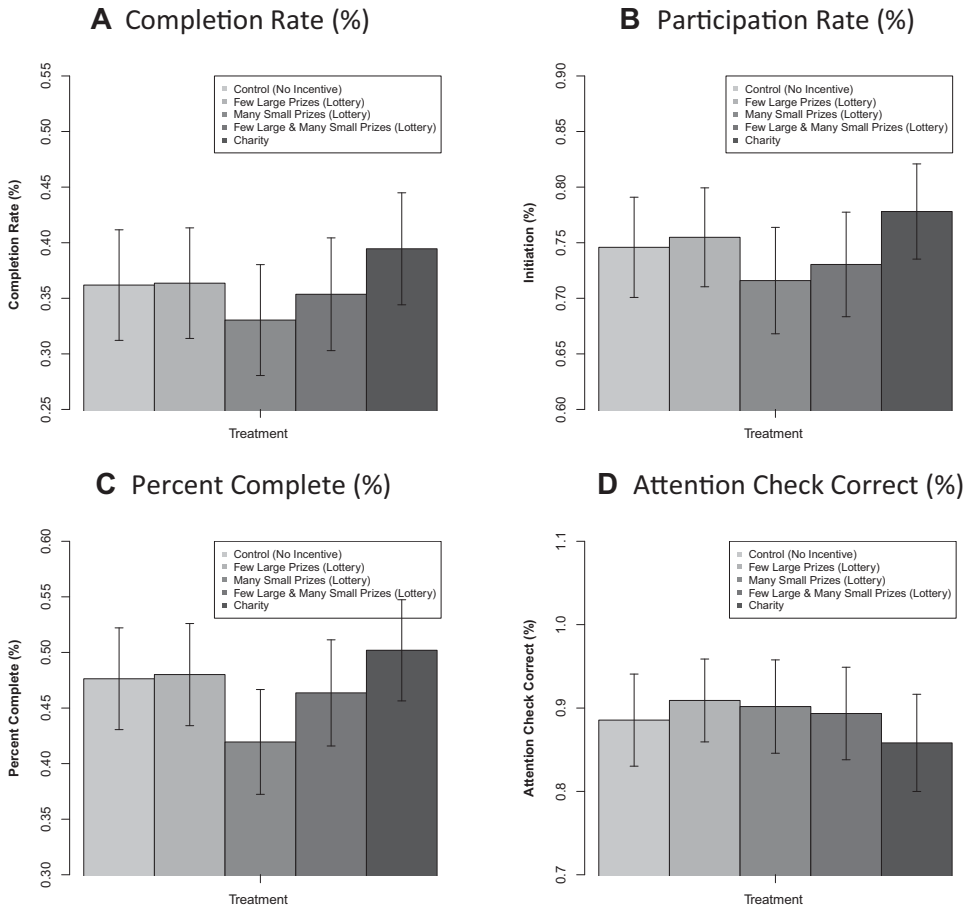 A Completion Rate (%)
Completion Rate (%)
0.55
0.50
0.45
0.40
0.35
0.30
0.25
Control (No Incentive)
Few Large Prizes (Lottery)
Many Small Prizes (Lottery)
Few Large & Many Small Prizes (Lottery)
Charity
Treatment
B Participation Rate (%)
Initiation (%)
0.90
0.85
0.80
0.75
0.70
0.65
0.60
Control (No Incentive)
Few Large Prizes (Lottery)
Many Small Prizes (Lottery)
Few Large & Many Small Prizes (Lottery)
Charity
Treatment
C Percent Complete (%)
Percent Complete (%)
0.60
0.55
0.50
0.45
0.40
0.35
0.30
Control (No Incentive)
Few Large Prizes (Lottery)
Many Small Prizes (Lottery)
Few Large & Many Small Prizes (Lottery)
Charity
Treatment
D Attention Check Correct (%)
Attention Check Correct (%)
1.1
1.0
0.9
0.8
0.7
Control (No Incentive)
Few Large Prizes (Lottery)
Many Small Prizes (Lottery)
Few Large & Many Small Prizes (Lottery)
Charity
Treatment